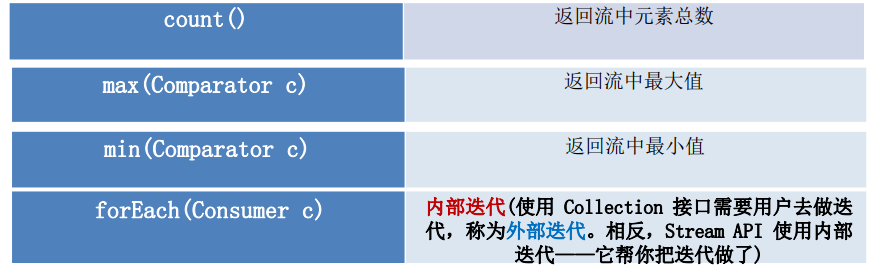 count()
返回流中元素总数
max(Comparator c)
返回流中最大值
min(Comparator c)
返回流中最小值
forEach(Consumer c)
内部迭代(使用 Collection 接口需要用户去做迭
代，称为外部迭代。相反，Stream API 使用内部
迭代——它帮你把迭代做了)